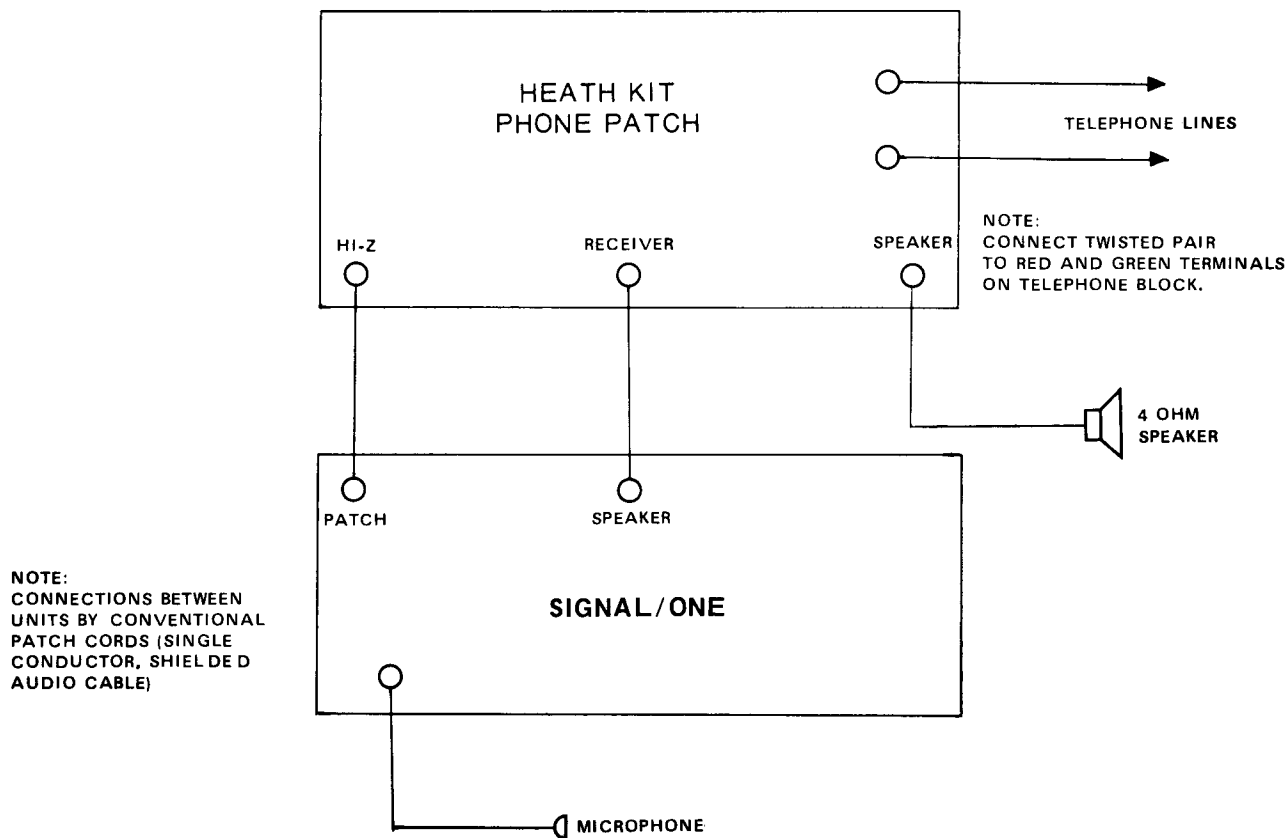 HEATH KIT
PHONE PATCH
TELEPHONE LINES
NOTE:
CONNECT TWISTED PAIR
TO RED AND GREEN TERMINALS
ON TELEPHONE BLOCK.
HI-Z
RECEIVER
SPEAKER
4 OHM
SPEAKER
PATCH
SPEAKER
NOTE:
CONNECTIONS BETWEEN
UNITS BY CONVENTIONAL
PATCH CORDS (SINGLE
CONDUCTOR, SHIELDED
AUDIO CABLE)
SIGNAL/ONE
MICROPHONE